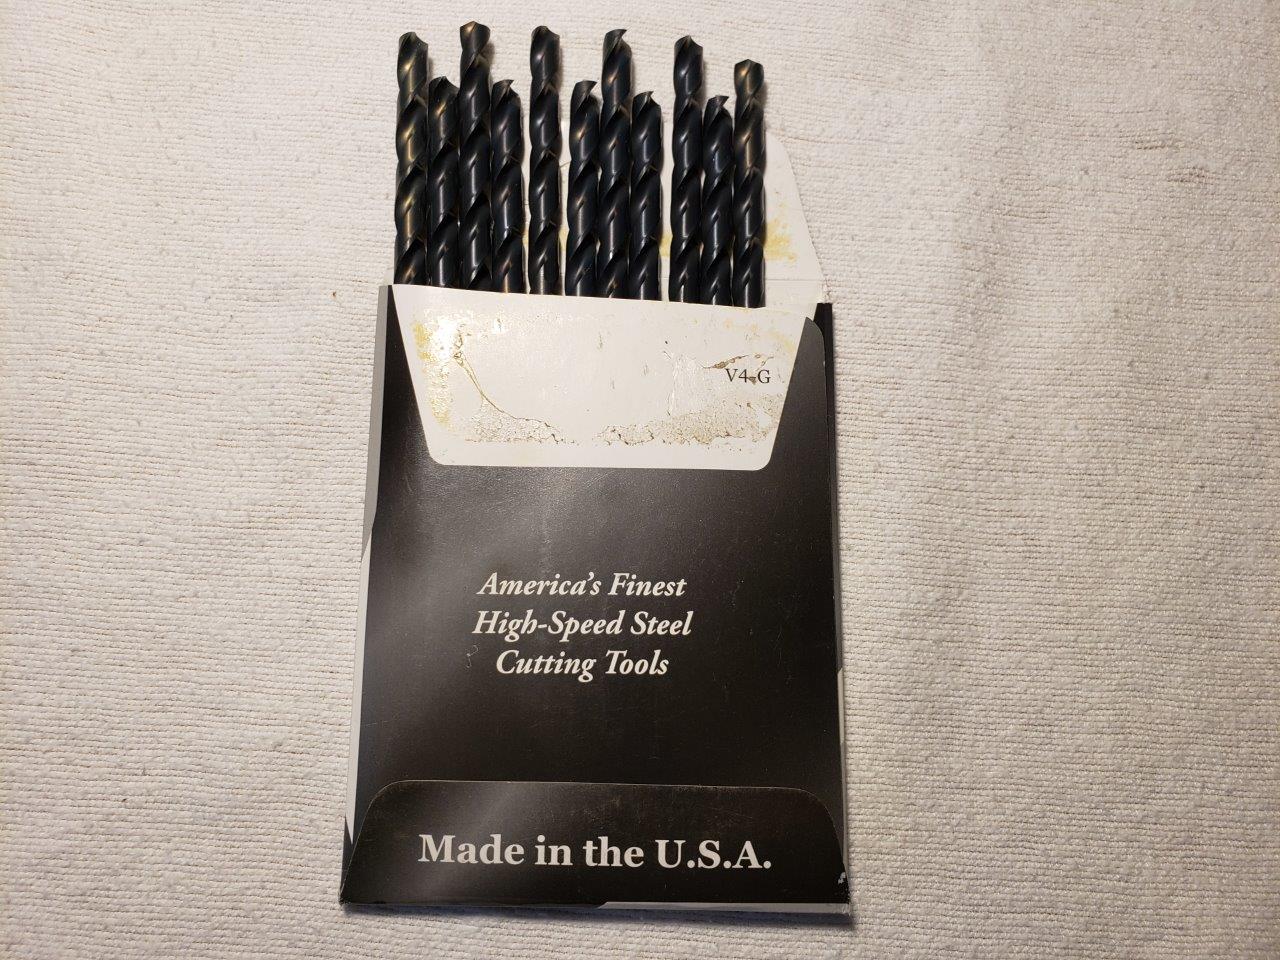 V4-G
America's Finest
High-Speed Steel
Cutting Tools
Made in the U.S.A.